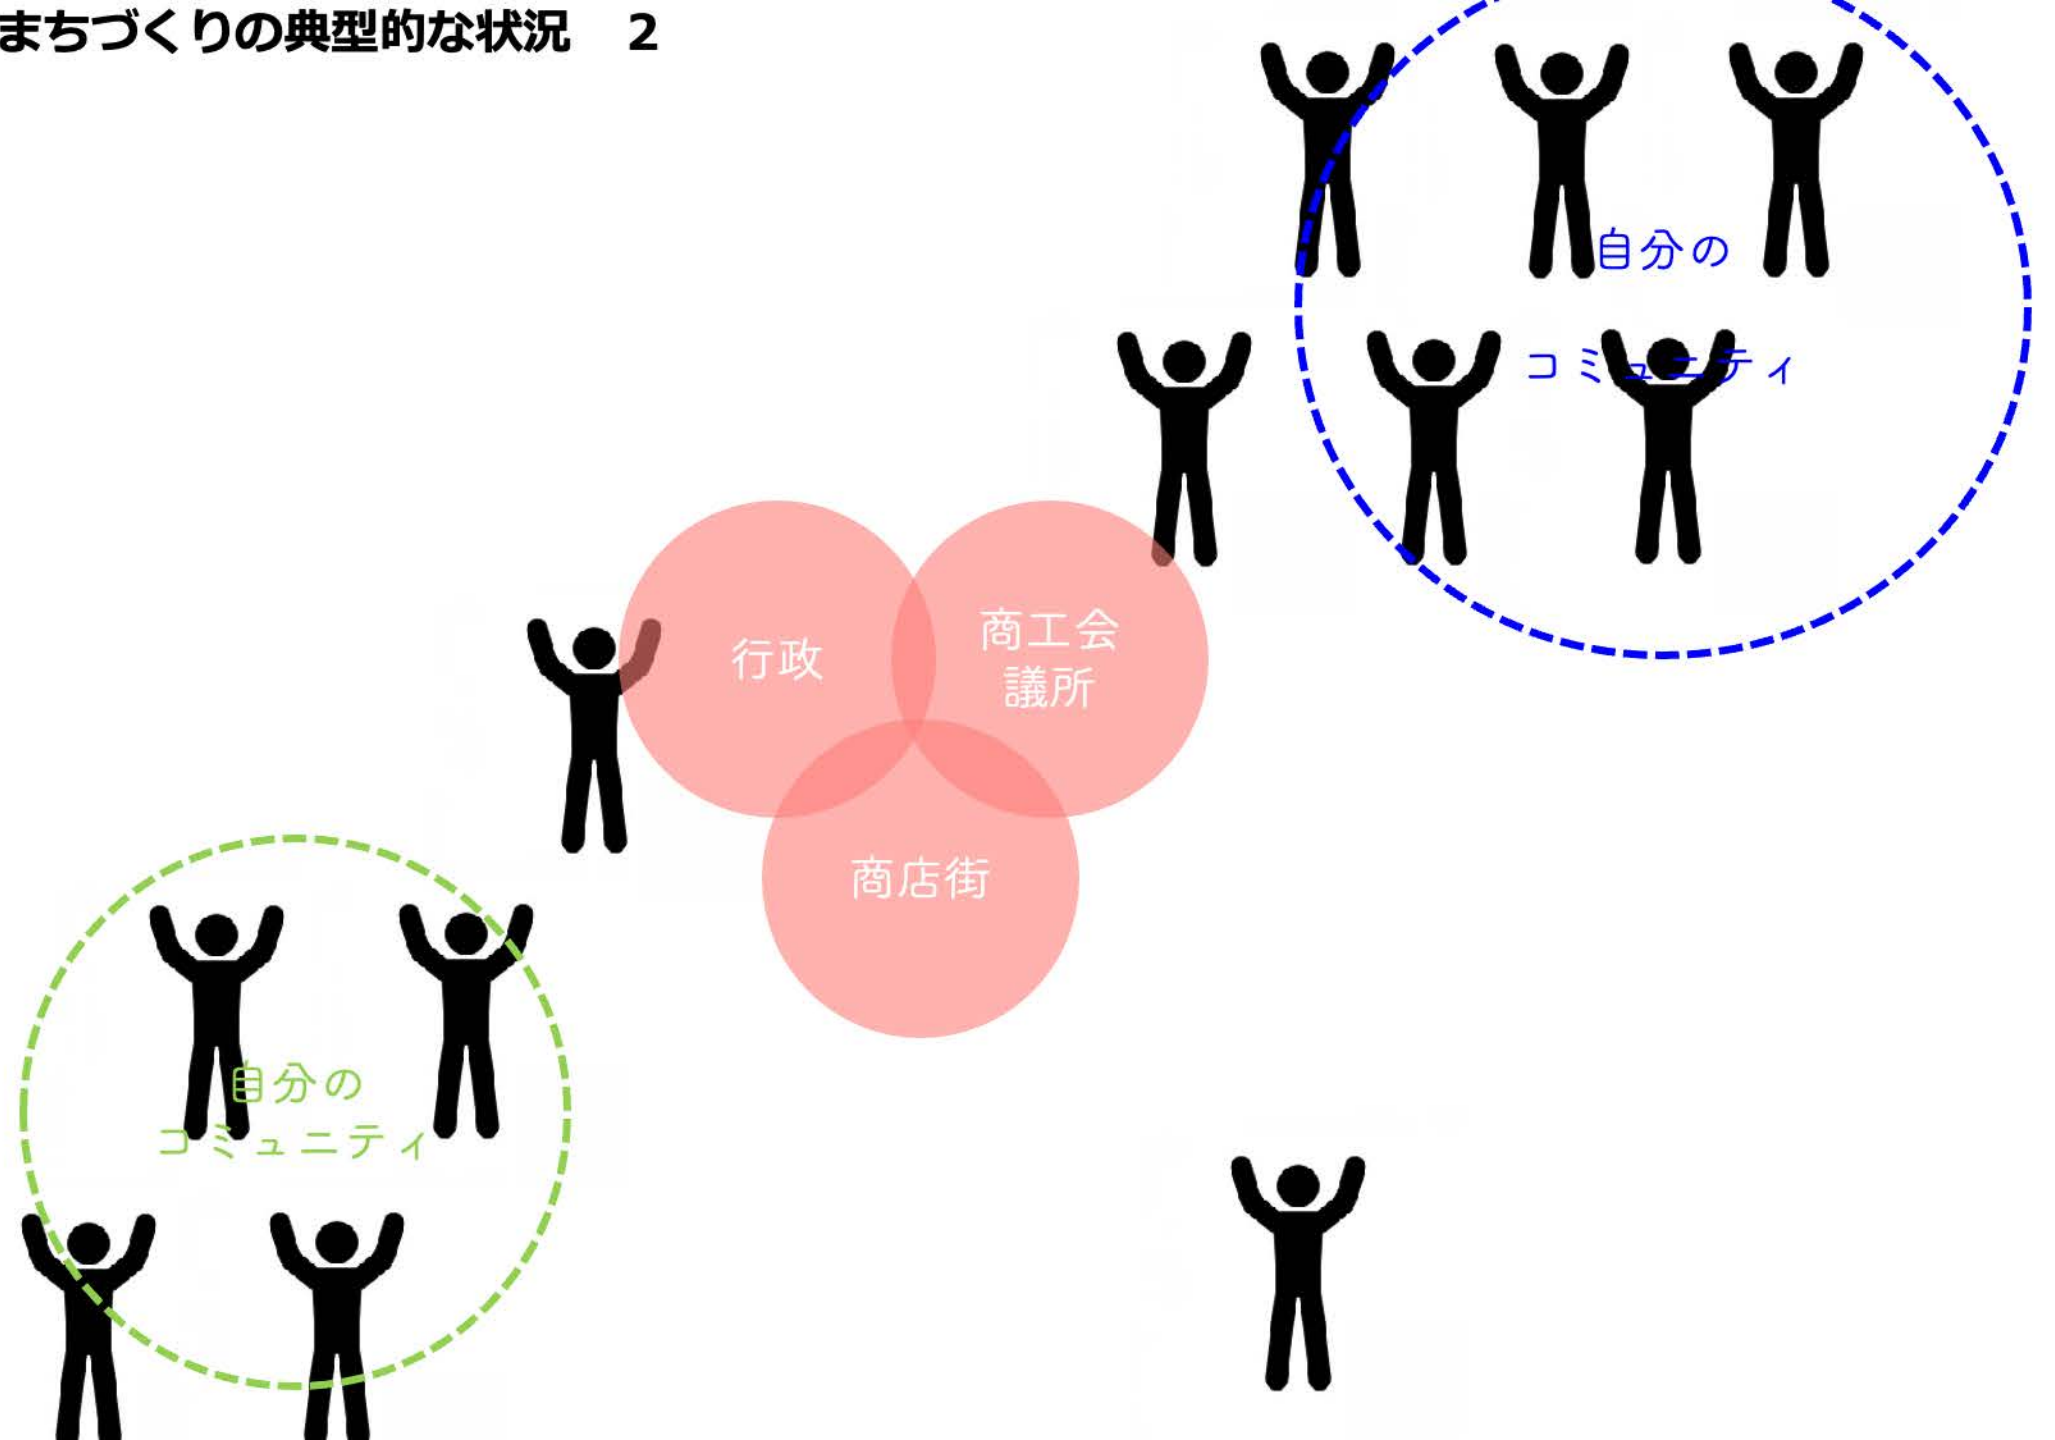 まちづくりの典型的な状況　2
自分の
コミュニティ
行政
商工会
議所
商店街
自分の
コミュニティ